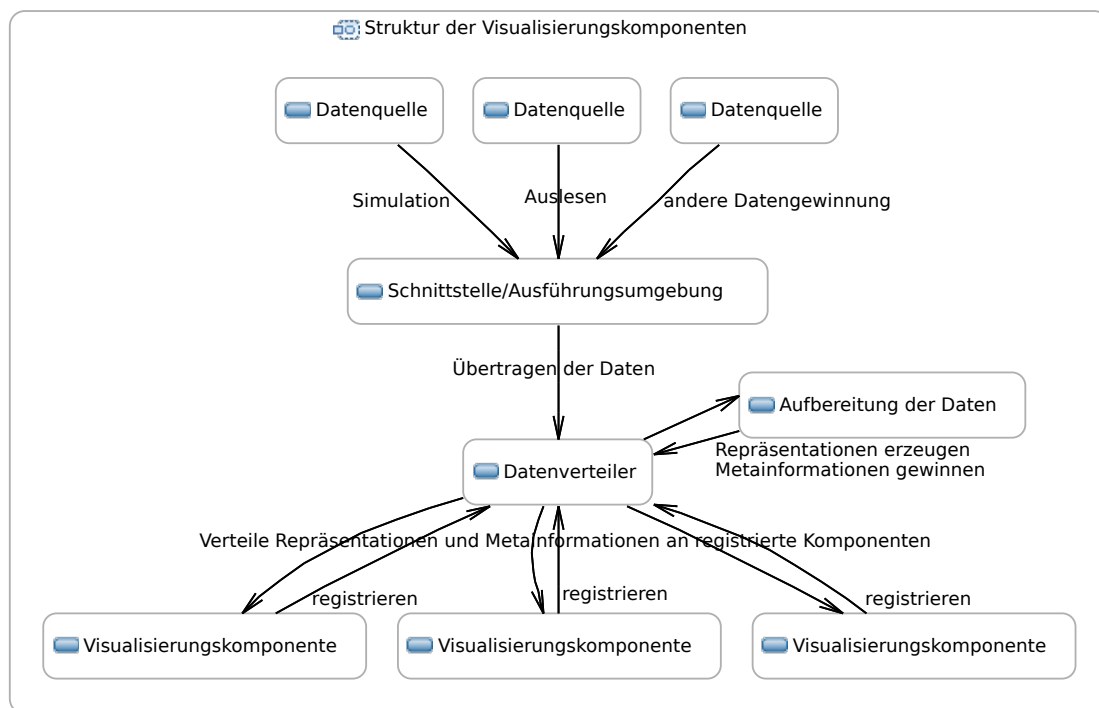 Struktur der Visualisierungskomponenten
Datenquelle
Datenquelle
Datenquelle
Simulation
Auslesen
andere Datengewinnung
Schnittstelle/Ausführungsumgebung
Übertragen der Daten
Aufbereitung der Daten
Repräsentationen erzeugen
Metainformationen gewinnen
Datenverteiler
Verteile Repräsentationen und Metainformationen an registrierte Komponenten
registrieren
registrieren
registrieren
Visualisierungskomponente
Visualisierungskomponente
Visualisierungskomponente